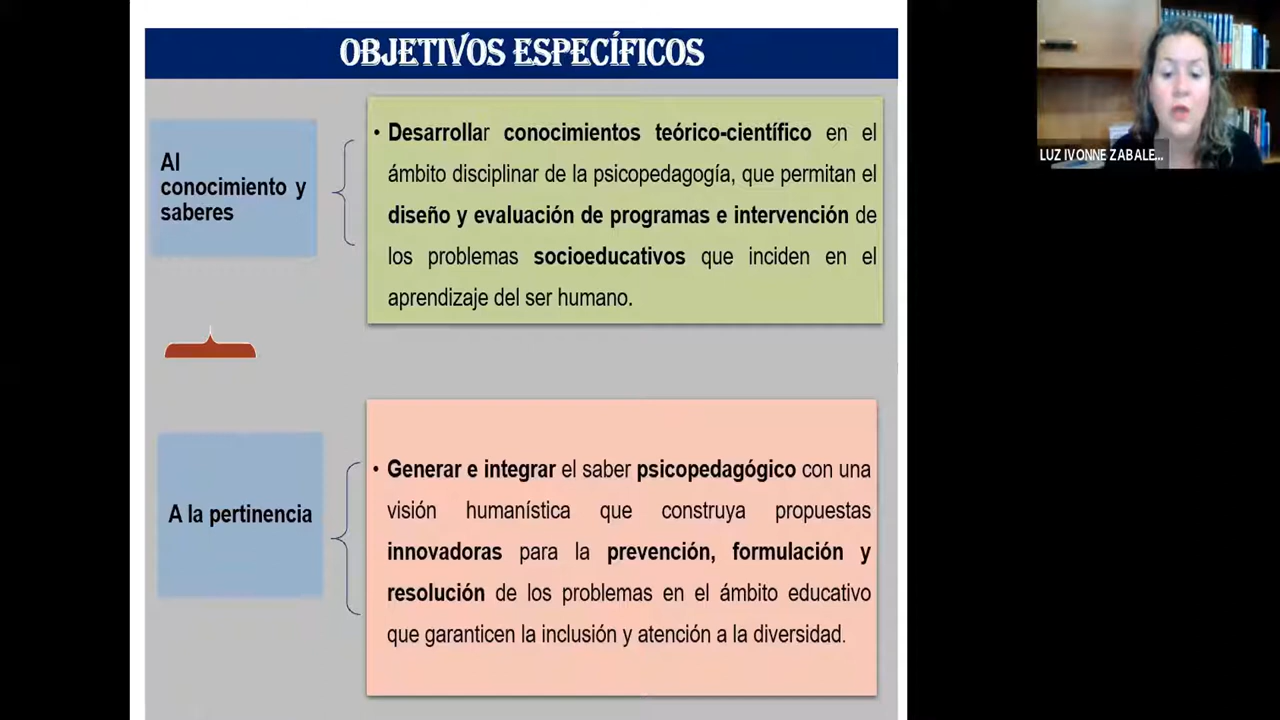 OBJETIVOS ESPECÍFICOS
Al
conocimiento y
saberes
• Desarrollar conocimientos teórico-científico en el
ámbito disciplinar de la psicopedagogía, que permitan el
diseño y evaluación de programas e intervención de
los problemas socioeducativos que inciden en el
aprendizaje del ser humano.
A la pertinencia
• Generar e integrar el saber psicopedagógico con una
visión humanística que construya propuestas
innovadoras para la prevención, formulación y
resolución de los problemas en el ámbito educativo
que garanticen la inclusión y atención a la diversidad.
LUZ IVONNE ZABALE...